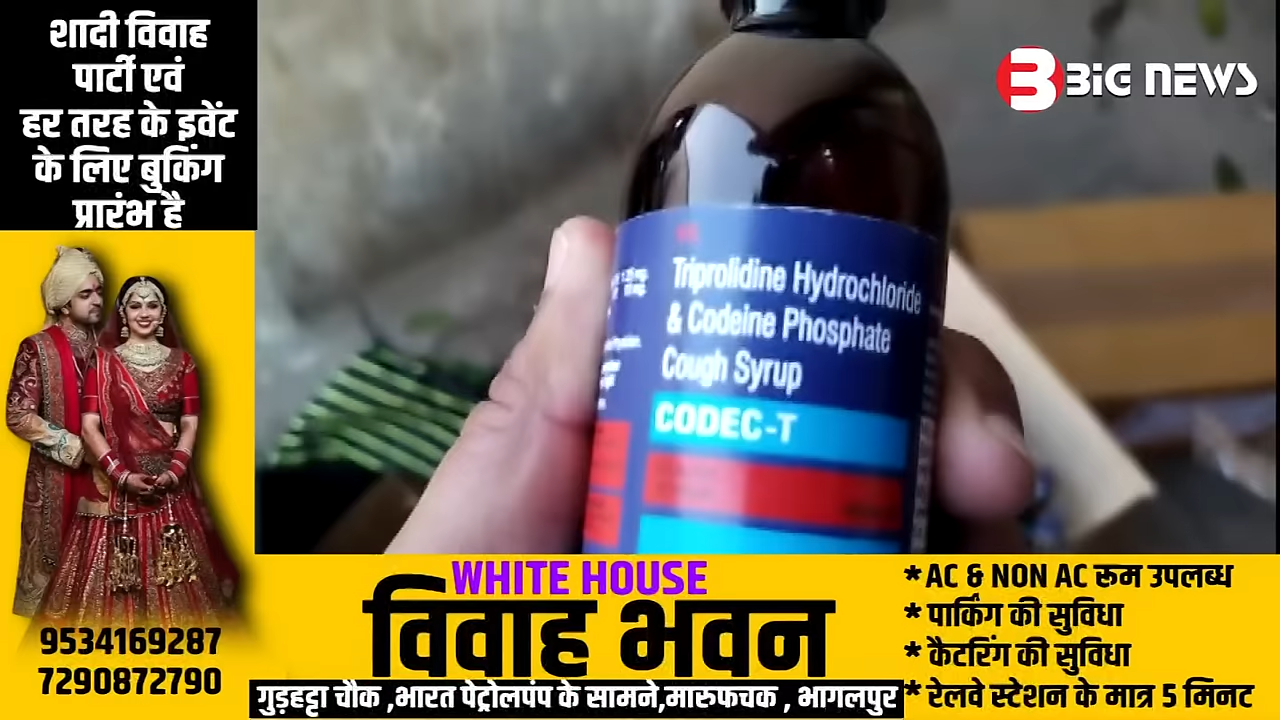 शादी विवाह
पार्टी एवं
हर तरह के इवेंट
के लिए बुकिंग
प्रारंभ है
9534169287
7290872790
BIG NEWS
Triprolidine Hydrochloride
& Codeine Phosphate
Cough Syrup
CODEC-T
WHITE HOUSE
विवाह भवन
गुड़हट्टा चौक ,भारत पेट्रोलपंप के सामने,मारुफचक , भागलपुर
* AC & NON AC रूम उपलब्ध
* पार्किंग की सुविधा
* कैटरिंग की सुविधा
* रेलवे स्टेशन के मात्र 5 मिनट